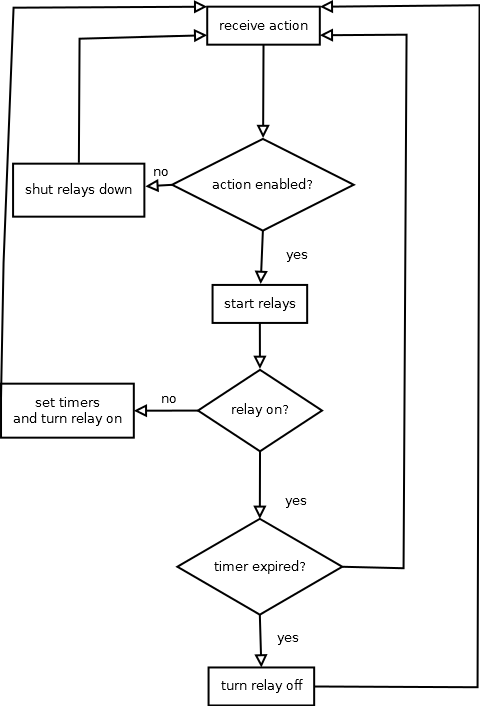 receive action
action enabled?
no
shut relays down
yes
start relays
relay on?
no
set timers
and turn relay on
yes
timer expired?
yes
turn relay off